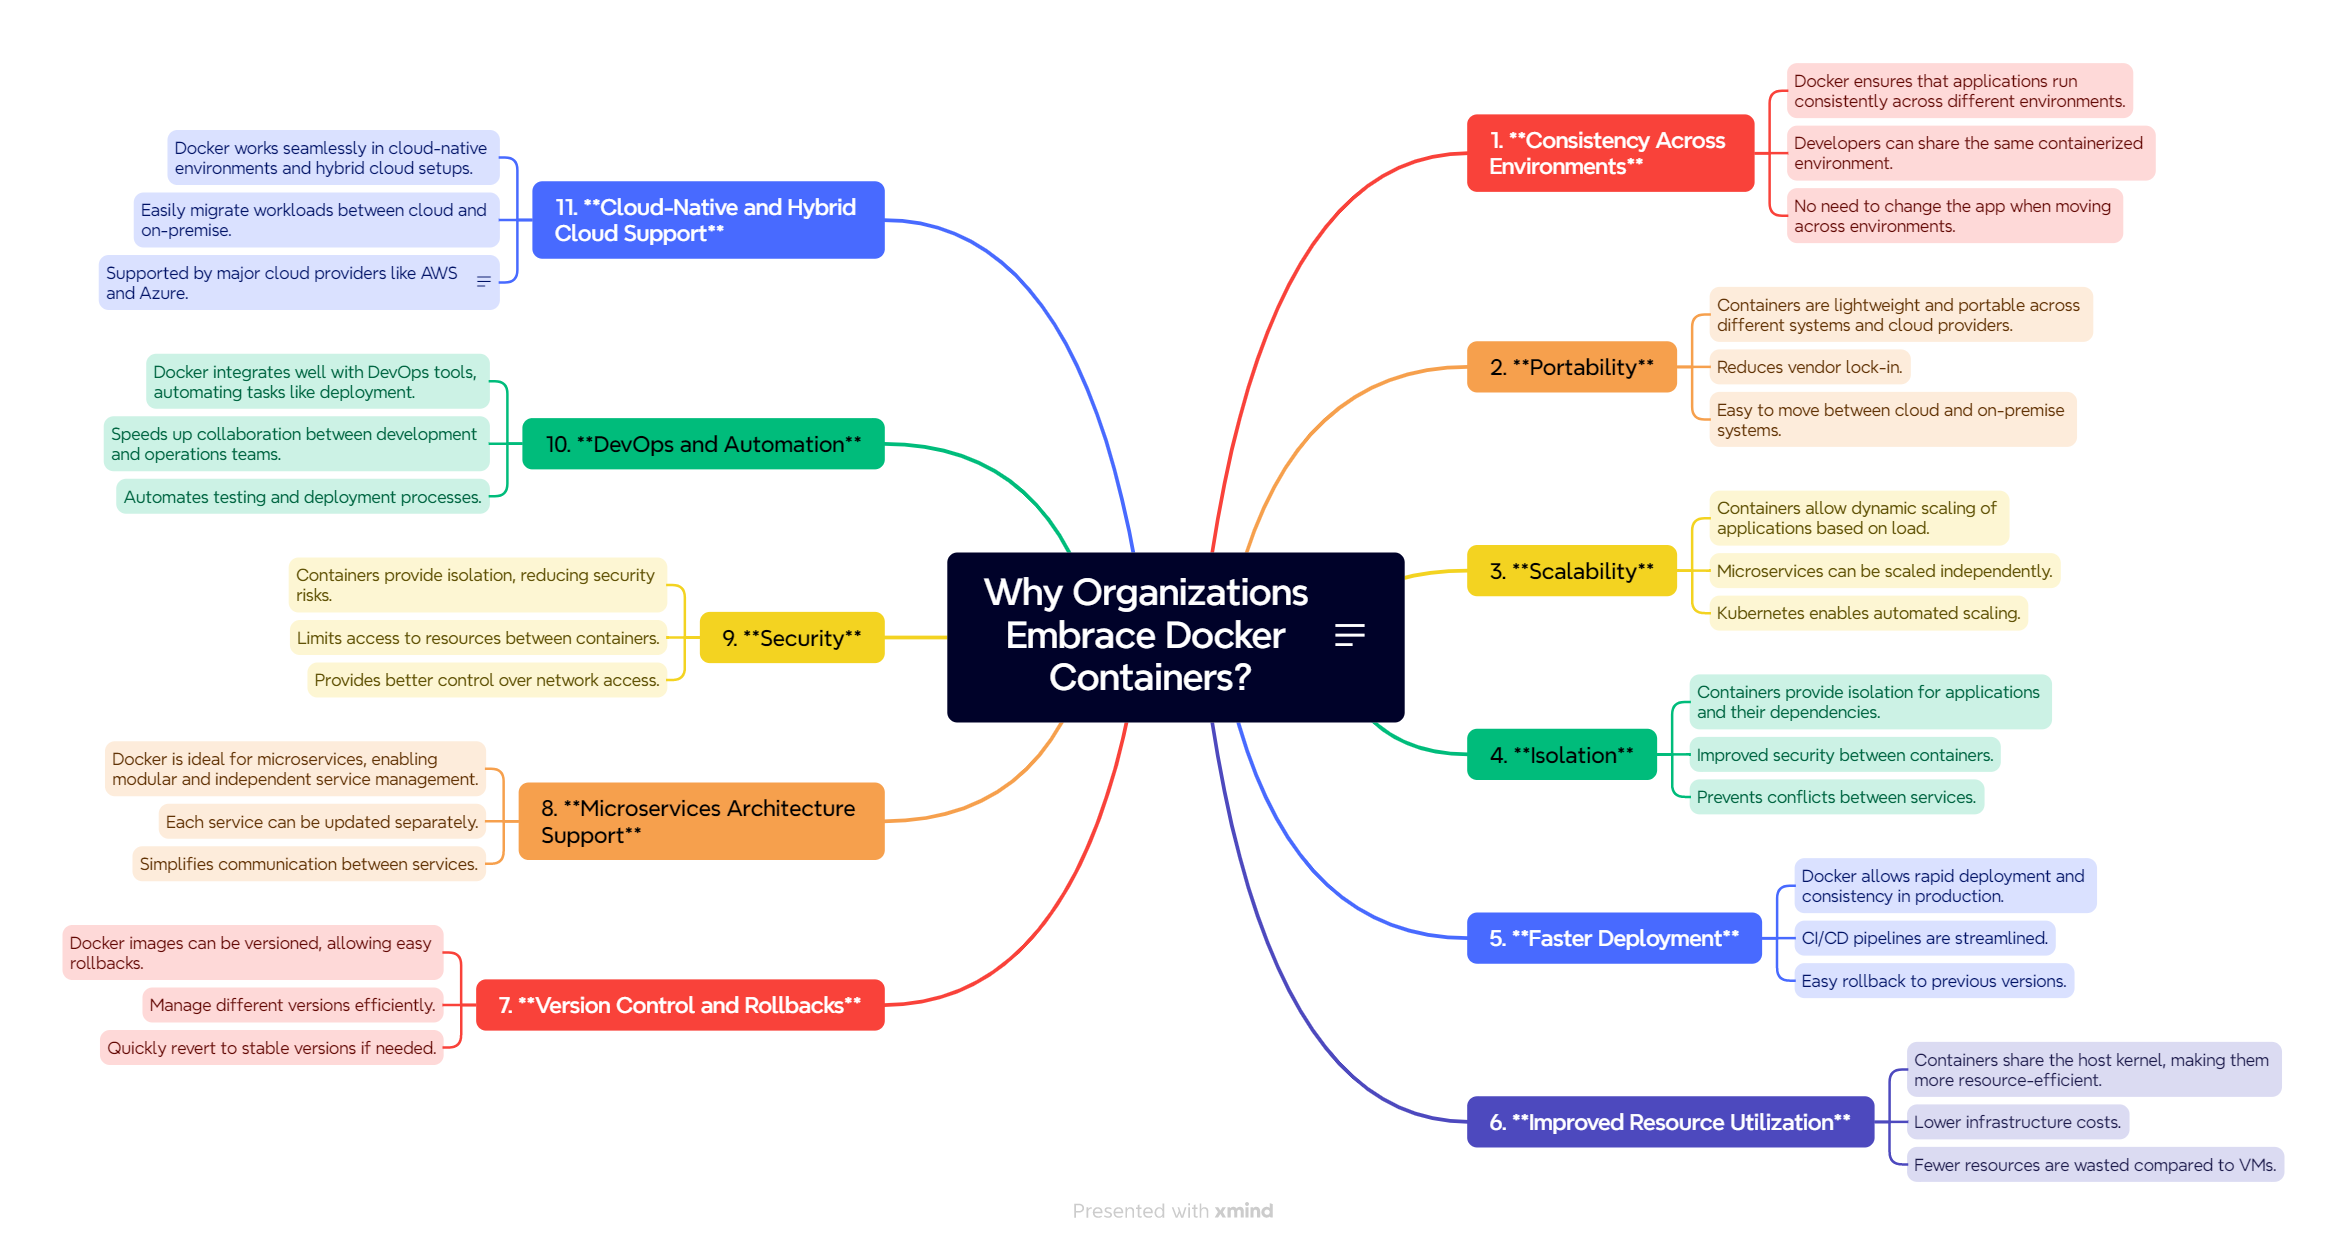 Why Organizations
Embrace Docker
Containers?
1. **Consistency Across
Environments**
Docker ensures that applications run
consistently across different environments.
Developers can share the same containerized
environment.
No need to change the app when moving
across environments.
2. **Portability**
Containers are lightweight and portable across
different systems and cloud providers.
Reduces vendor lock-in.
Easy to move between cloud and on-premise
systems.
3. **Scalability**
Containers allow dynamic scaling of
applications based on load.
Microservices can be scaled independently.
Kubernetes enables automated scaling.
4. **Isolation**
Containers provide isolation for applications
and their dependencies.
Improved security between containers.
Prevents conflicts between services.
5. **Faster Deployment**
Docker allows rapid deployment and
consistency in production.
CI/CD pipelines are streamlined.
Easy rollback to previous versions.
6. **Improved Resource Utilization**
Containers share the host kernel, making them
more resource-efficient.
Lower infrastructure costs.
Fewer resources are wasted compared to VMs.
7. **Version Control and Rollbacks**
Docker images can be versioned, allowing easy
rollbacks.
Manage different versions efficiently.
Quickly revert to stable versions if needed.
8. **Microservices Architecture
Support**
Docker is ideal for microservices, enabling
modular and independent service management.
Each service can be updated separately.
Simplifies communication between services.
9. **Security**
Containers provide isolation, reducing security
risks.
Limits access to resources between containers.
Provides better control over network access.
10. **DevOps and Automation**
Docker integrates well with DevOps tools,
automating tasks like deployment.
Speeds up collaboration between development
and operations teams.
Automates testing and deployment processes.
11. **Cloud-Native and Hybrid
Cloud Support**
Docker works seamlessly in cloud-native
environments and hybrid cloud setups.
Easily migrate workloads between cloud and
on-premise.
Supported by major cloud providers like AWS
and Azure.
Presented with xmind